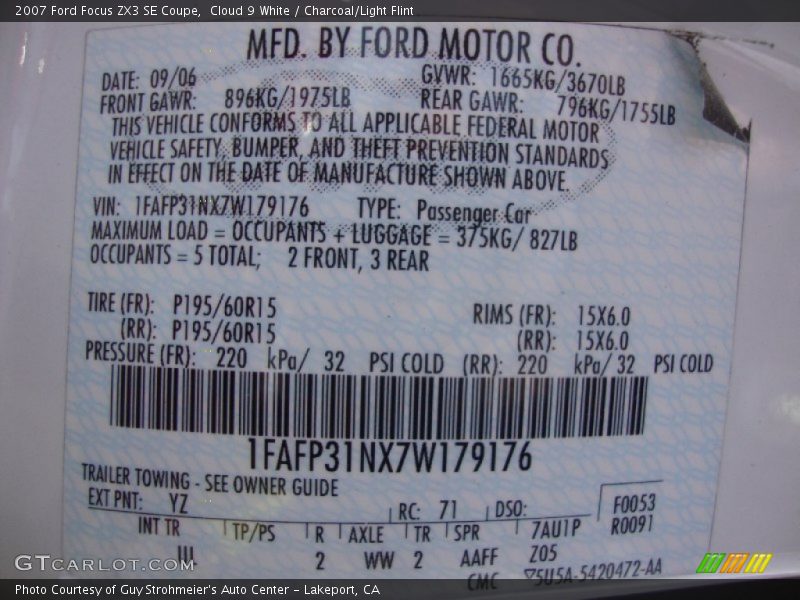 2007 Ford Focus ZX3 SE Coupe,  Cloud 9 White / Charcoal/Light Flint
MFD. BY FORD MOTOR CO.
DATE: 09/06 GVWR: 1665KG/3670LB
FRONT GAWR: 896KG/1975LB REAR GAWR: 796KG/1755LB
THIS VEHICLE CONFORMS TO ALL APPLICABLE FEDERAL MOTOR
VEHICLE SAFETY, BUMPER, AND THEFT PREVENTION STANDARDS
IN EFFECT ON THE DATE OF MANUFACTURE SHOWN ABOVE.
VIN: 1FAFP31NX7W179176 TYPE: Passenger Car
MAXIMUM LOAD = OCCUPANTS + LUGGAGE = 375KG/ 827LB
OCCUPANTS = 5 TOTAL; 2 FRONT, 3 REAR
TIRE (FR): P195/60R15 RIMS (FR): 15X6.0
(RR): P195/60R15 (RR): 15X6.0
PRESSURE (FR): 220 kPa/ 32 PSI COLD (RR): 220 kPa/ 32 PSI COLD
1FAFP31NX7W179176
TRAILER TOWING - SEE OWNER GUIDE
EXT PNT: YZ RC: 71 DSO: F0053
INT TR TP/PS R AXLE TR SPR 7AU1P R0091
2 WW 2 AAFF Z05
CMC 5U5A-5420472-AA
GTCARLOT.COM
Photo Courtesy of Guy Strohmeier's Auto Center - Lakeport, CA